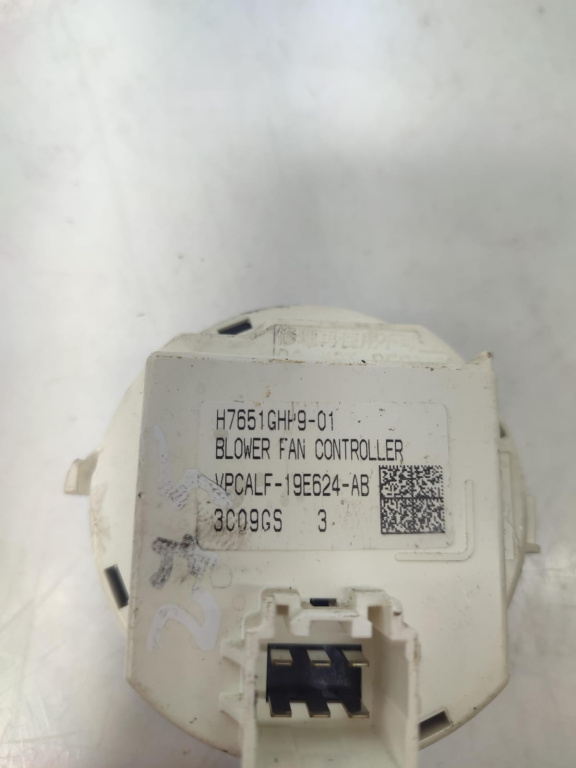 H7651GHP9-01
BLOWER FAN CONTROLLER
VPCALF-19E624-AB
3C09GS 3